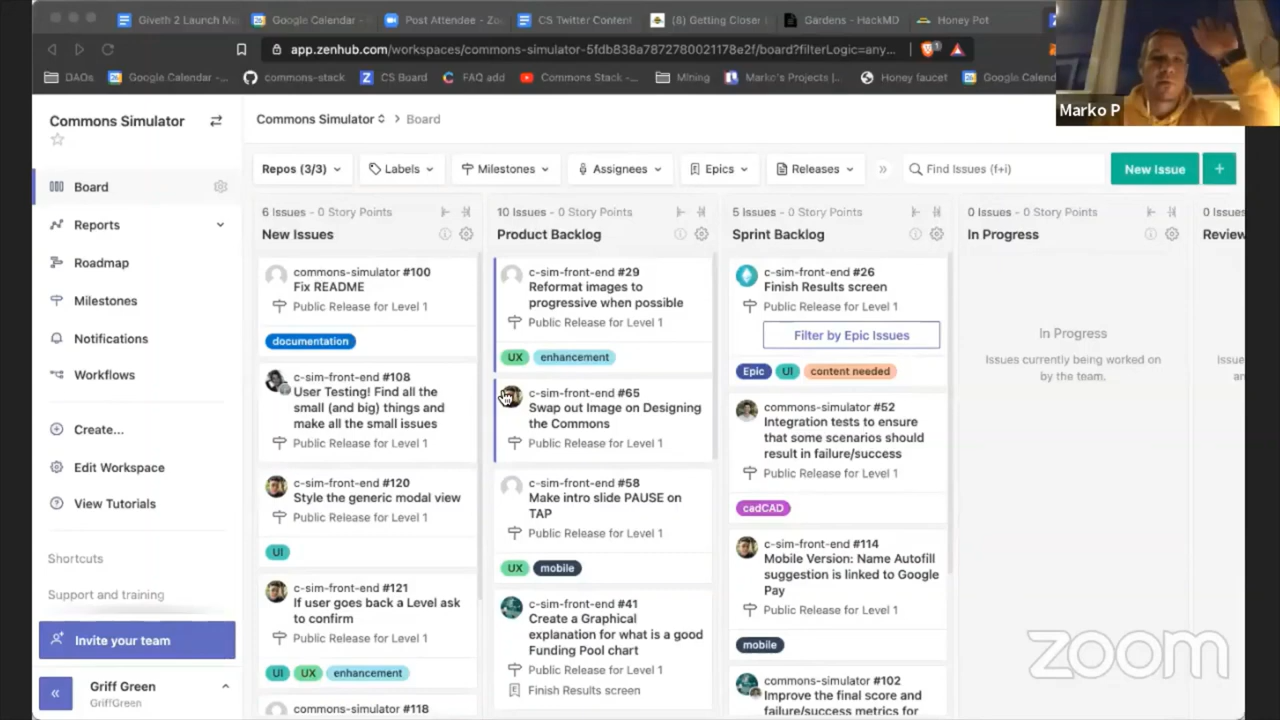 Giveth 2 Launch Ma
Google Calendar -
Post Attendee - Zo
CS Twitter Content
(8) Getting Closer
Gardens - HackMD
Honey Pot
app.zenhub.com/workspaces/commons-simulator-5fdb838a7872780021178e2f/board?filterLogic=any...
1
DAOs
Google Calendar -...
commons-stack
CS Board
FAQ add
Commons Stack -...
Mining
Marko's Projects |...
Honey faucet
Google Calend
Marko P
Commons Simulator
Board
Reports
Roadmap
Milestones
Notifications
Workflows
Create...
Edit Workspace
View Tutorials
Shortcuts
Support and training
Invite your team
«
Griff Green
GriffGreen
Commons Simulator
Board
Repos (3/3)
Labels
Milestones
Assignees
Epics
Releases
»
Find Issues (f+i)
New Issue
+
6 Issues - 0 Story Points
New Issues
commons-simulator #100
Fix README
Public Release for Level 1
documentation
c-sim-front-end #108
User Testing! Find all the
small (and big) things and
make all the small issues
Public Release for Level 1
c-sim-front-end #120
Style the generic modal view
Public Release for Level 1
UI
c-sim-front-end #121
If user goes back a Level ask
to confirm
Public Release for Level 1
UI
UX
enhancement
commons-simulator #118
10 Issues - 0 Story Points
Product Backlog
c-sim-front-end #29
Reformat images to
progressive when possible
Public Release for Level 1
UX
enhancement
c-sim-front-end #65
Swap out Image on Designing
the Commons
Public Release for Level 1
c-sim-front-end #58
Make intro slide PAUSE on
TAP
Public Release for Level 1
UX
mobile
c-sim-front-end #41
Create a Graphical
explanation for what is a good
Funding Pool chart
Public Release for Level 1
Finish Results screen
5 Issues - 0 Story Points
Sprint Backlog
c-sim-front-end #26
Finish Results screen
Public Release for Level 1
Filter by Epic Issues
Epic
UI
content needed
commons-simulator #52
Integration tests to ensure
that some scenarios should
result in failure/success
Public Release for Level 1
cadCAD
c-sim-front-end #114
Mobile Version: Name Autofill
suggestion is linked to Google
Pay
Public Release for Level 1
mobile
commons-simulator #102
Improve the final score and
failure/success metrics for
0 Issues - 0 Story Points
In Progress
In Progress
Issues currently being worked on
by the team.
0 Issues
Review
Issue
an
zoom